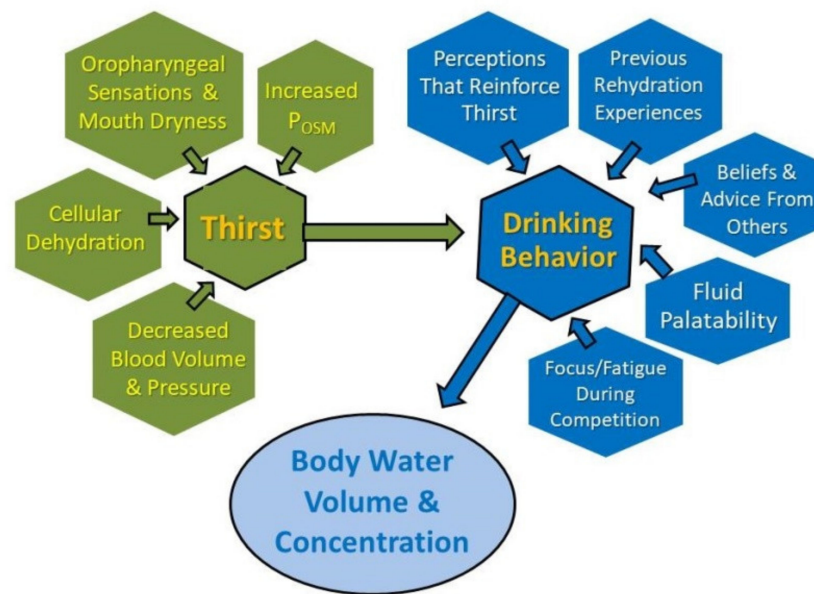 Oropharyngeal
Sensations &
Mouth Dryness
Increased
POSM
Cellular
Dehydration
Thirst
Decreased
Blood Volume
& Pressure
Perceptions
That Reinforce
Thirst
Previous
Rehydration
Experiences
Beliefs &
Advice From
Others
Drinking
Behavior
Fluid
Palatability
Focus/Fatigue
During
Competition
Body Water
Volume &
Concentration